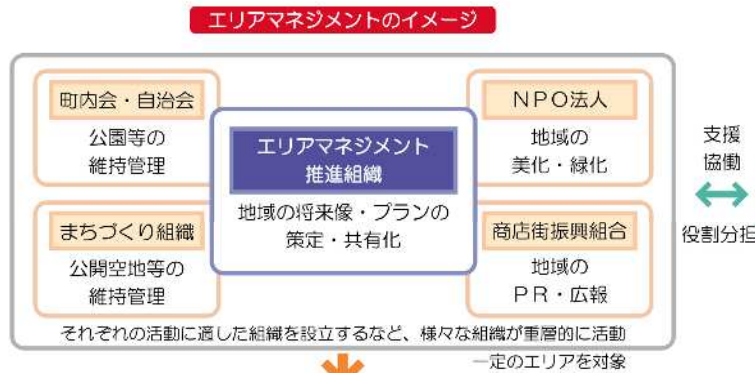 エリアマネジメントのイメージ
町内会・自治会
公園等の
維持管理
NPO法人
地域の
美化・緑化
エリアマネジメント
推進組織
地域の将来像・プランの
策定・共有化
まちづくり組織
公開空地等の
維持管理
商店街振興組合
地域の
PR・広報
支援
協働
役割分担
それぞれの活動に適した組織を設立するなど、様々な組織が重層的に活動
一定のエリアを対象